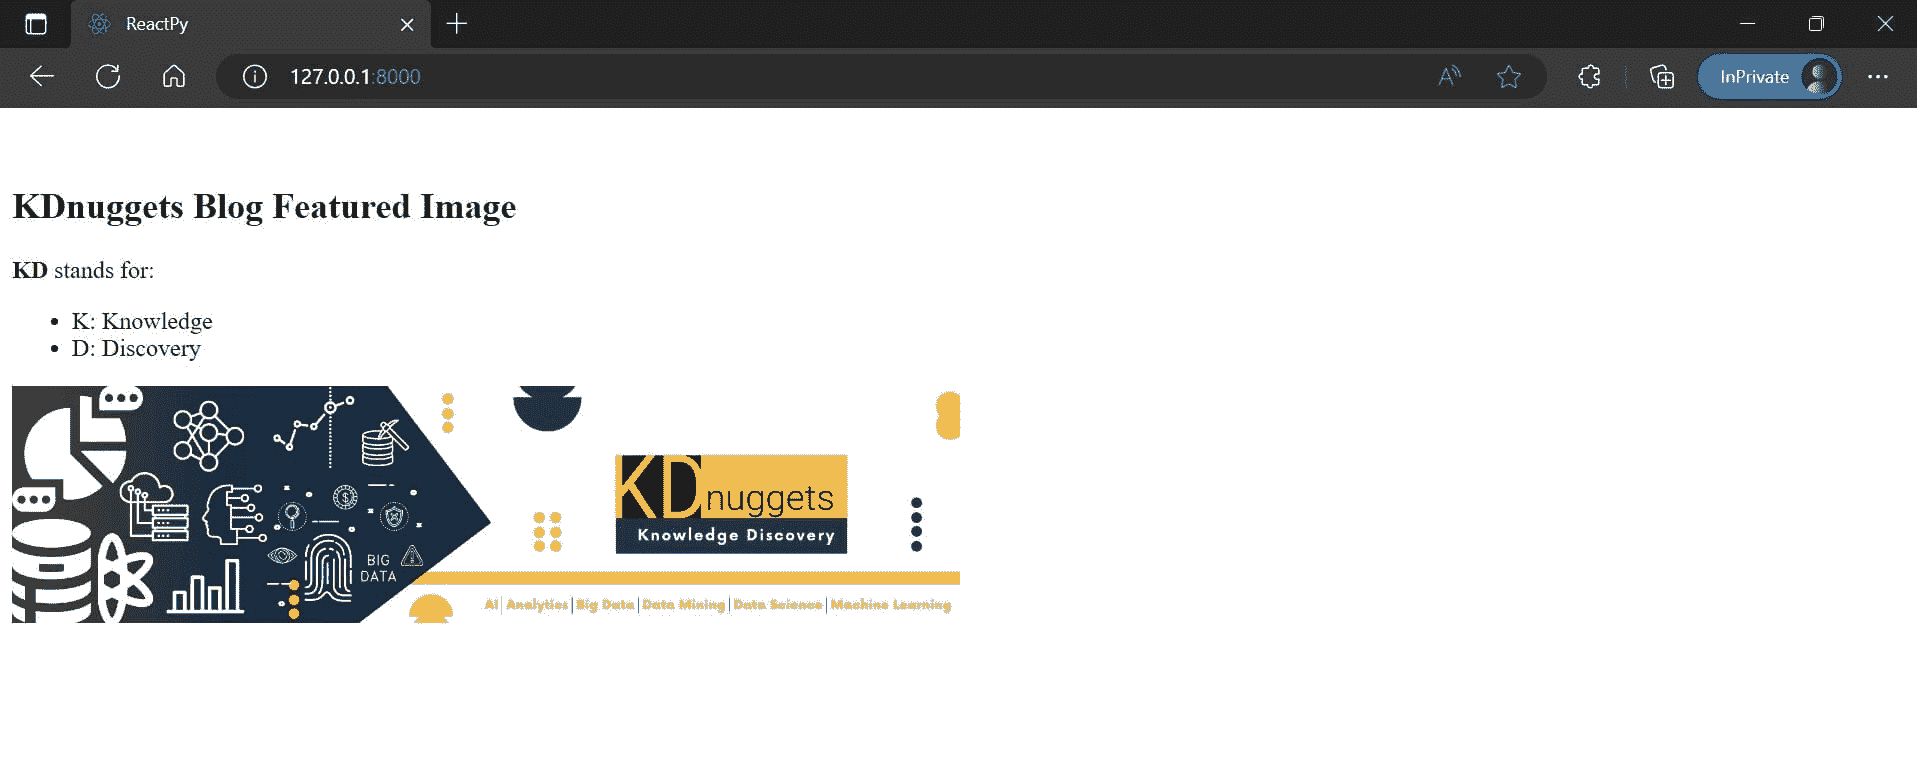 ReactPy
127.0.0.1:8000
InPrivate
KDnuggets Blog Featured Image
KD stands for:
• K: Knowledge
• D: Discovery
KDnuggets
Knowledge Discovery
BIG
DATA
AI | Analytics | Big Data | Data Mining | Data Science | Machine Learning